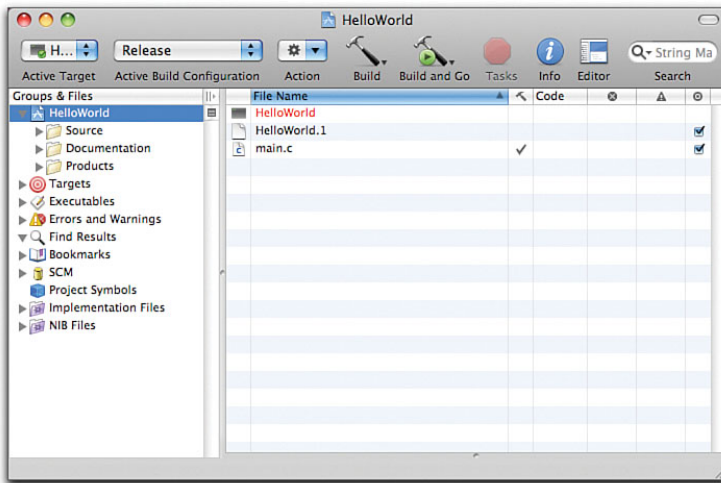 HelloWorld
H...
Release
String Ma
Active Target
Active Build Configuration
Action
Build
Build and Go
Tasks
Info
Editor
Search
Groups & Files
File Name
Code
HelloWorld
HelloWorld
Source
HelloWorld.1
Documentation
c main.c
Products
Targets
Executables
Errors and Warnings
Find Results
Bookmarks
SCM
Project Symbols
Implementation Files
NIB Files